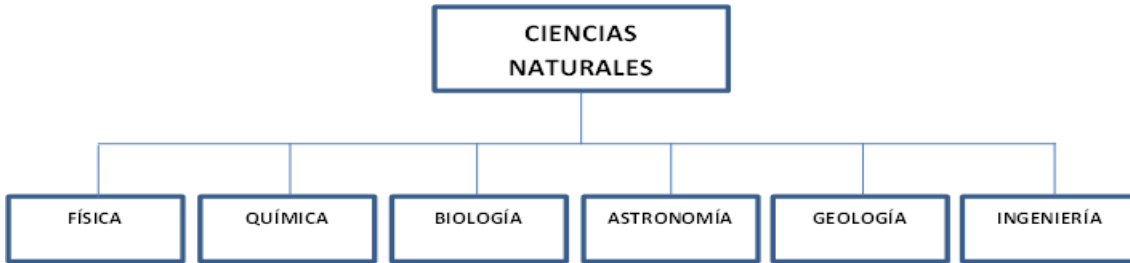 CIENCIAS
NATURALES
FÍSICA
QUÍMICA
BIOLOGÍA
ASTRONOMÍA
GEOLOGÍA
INGENIERÍA